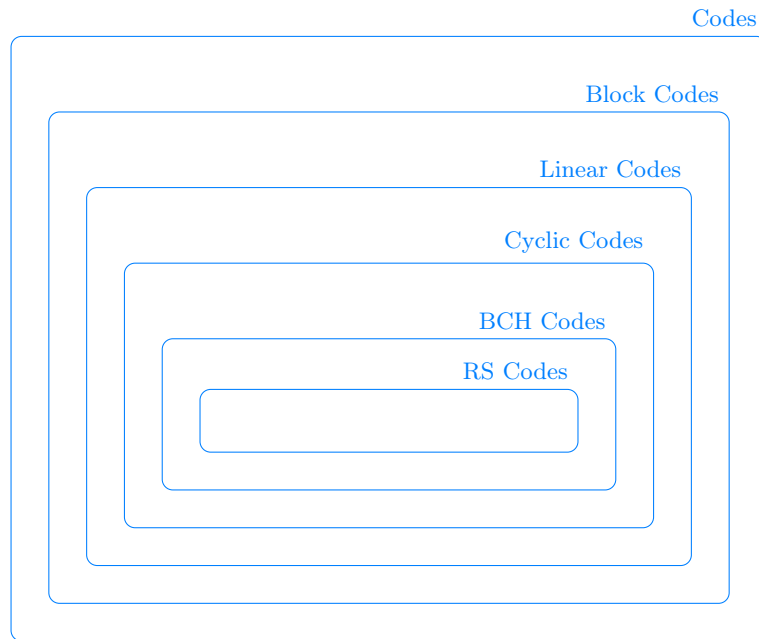 Codes
Block Codes
Linear Codes
Cyclic Codes
BCH Codes
RS Codes